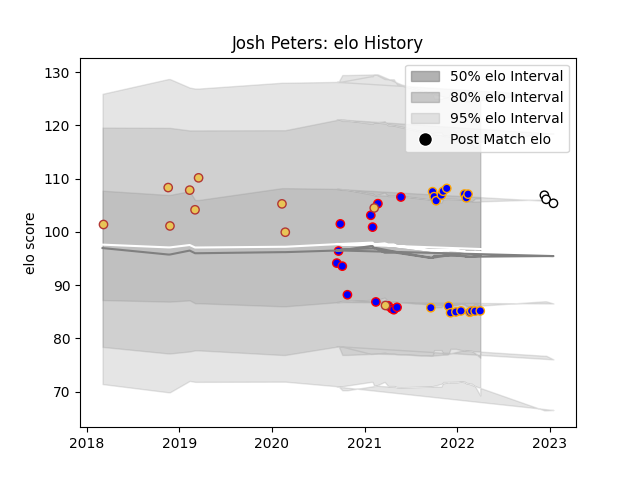 Josh Peters: elo History
50% elo Interval
80% elo Interval
95% elo Interval
Post Match elo
elo score
130
120
110
100
90
80
70
2018
2019
2020
2021
2022
2023